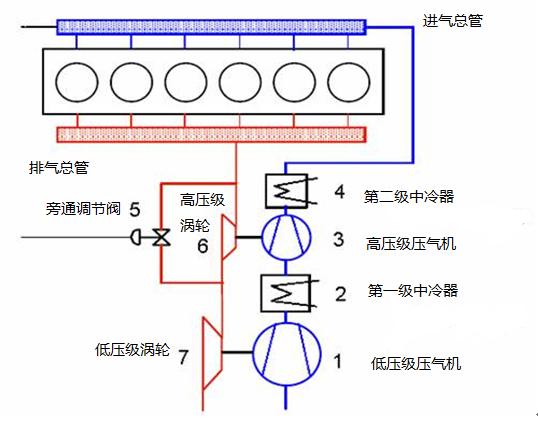 进气总管
排气总管
旁通调节阀 5
高压级
涡轮
6
4 第二级中冷器
3 高压级压气机
2 第一级中冷器
低压级涡轮 7
1 低压级压气机